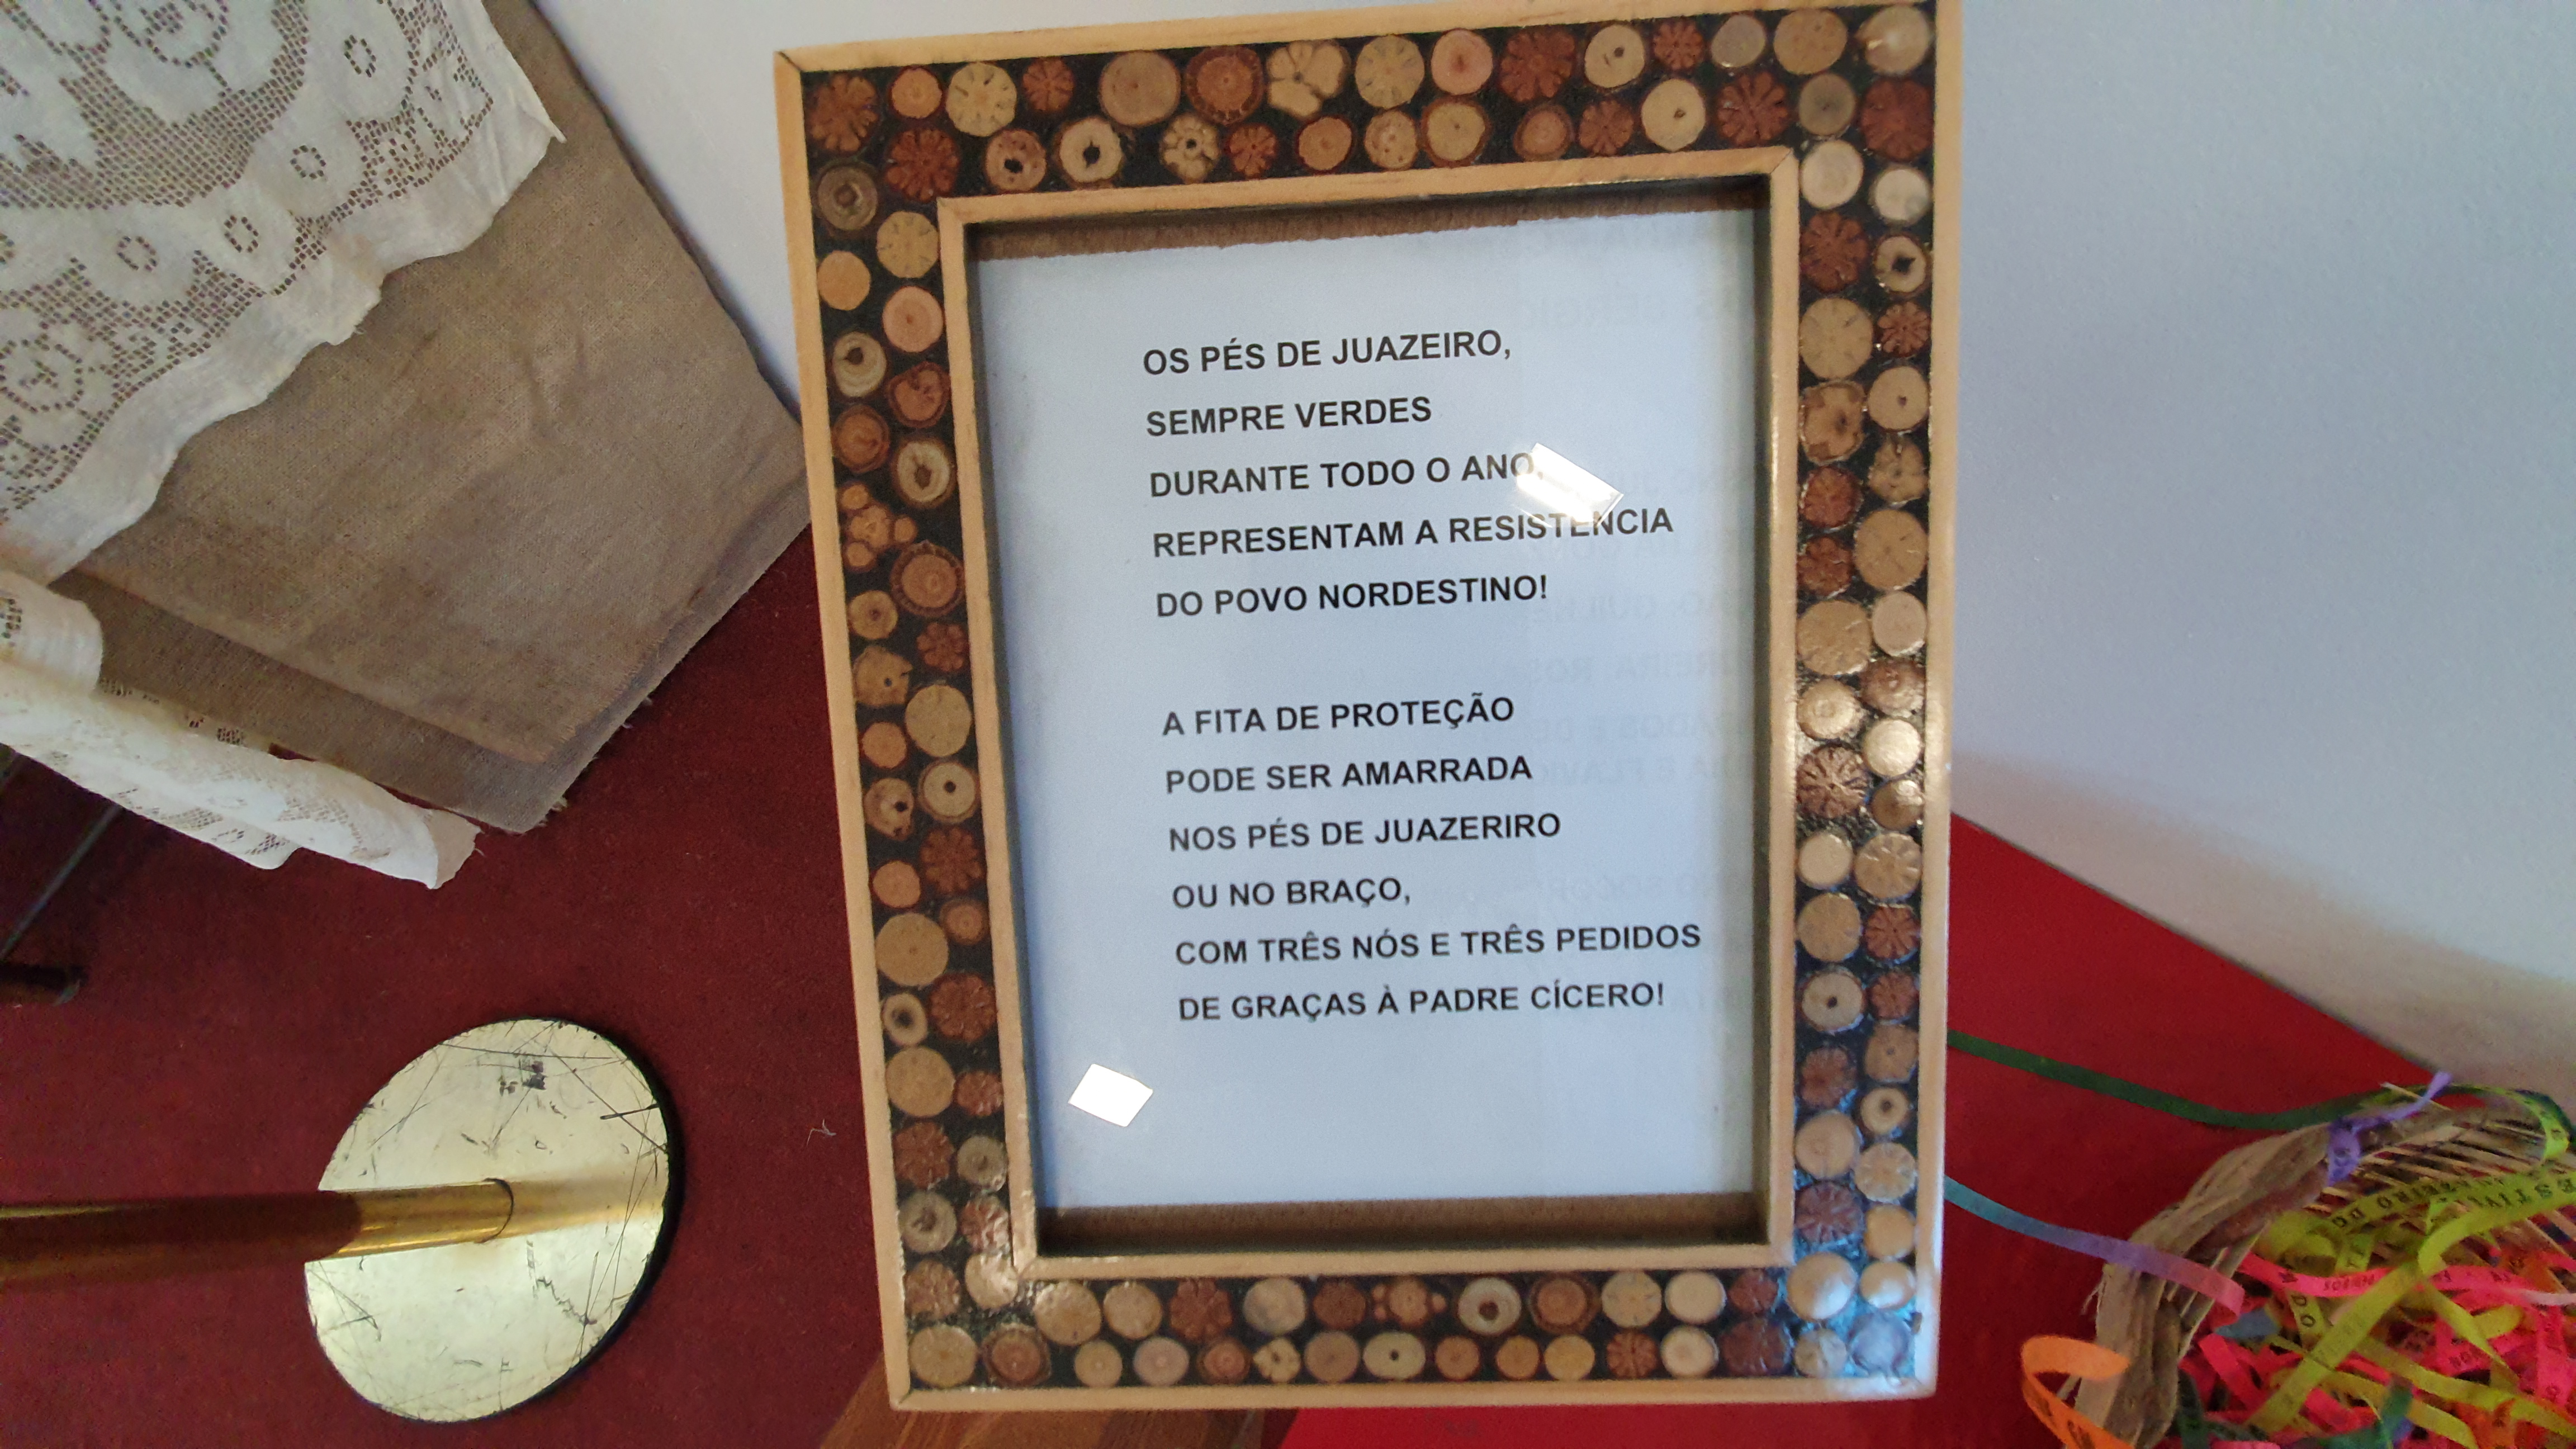 OS PÉS DE JUAZEIRO,
SEMPRE VERDES
DURANTE TODO O ANO,
REPRESENTAM A RESISTÊNCIA
DO POVO NORDESTINO!
A FITA DE PROTEÇÃO
PODE SER AMARRADA
NOS PÉS DE JUAZERIRO
OU NO BRAÇO,
COM TRÊS NÓS E TRÊS PEDIDOS
DE GRAÇAS À PADRE CÍCERO!